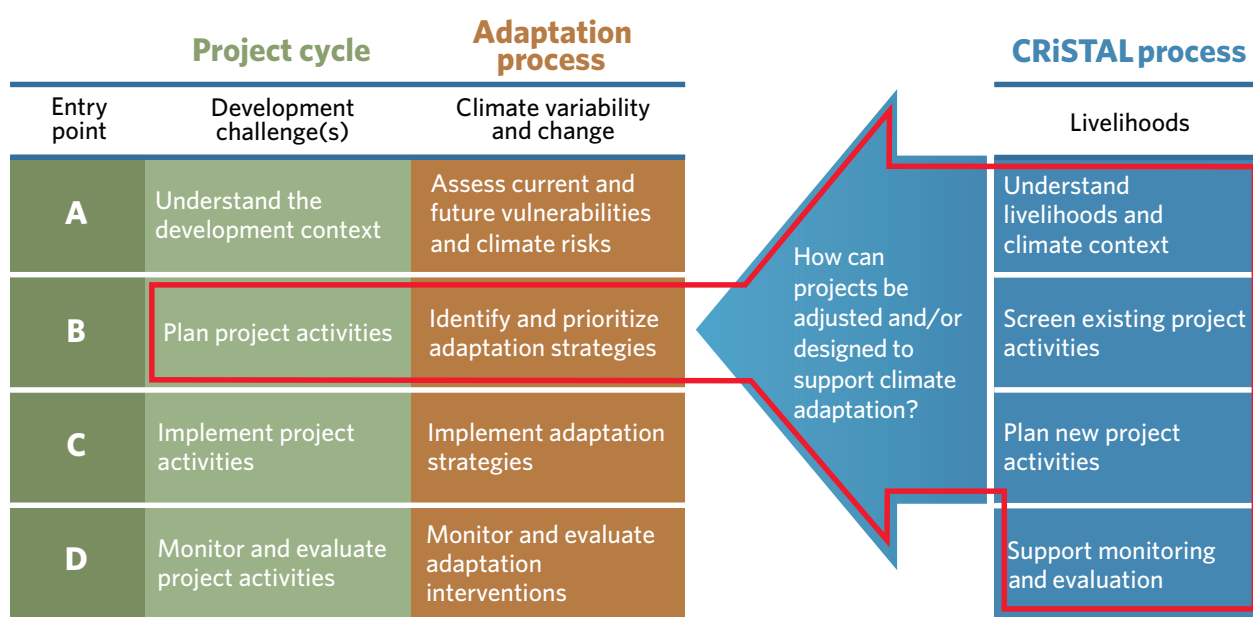 Project cycle
Adaptation
process
CRiSTAL process
Entry
point
Development
challenge(s)
Climate variability
and change
Livelihoods
A
Understand the
development context
Assess current and
future vulnerabilities
and climate risks
B
Plan project activities
Identify and prioritize
adaptation strategies
C
Implement project
activities
Implement adaptation
strategies
D
Monitor and evaluate
project activities
Monitor and evaluate
adaptation
interventions
How can
projects be
adjusted and/or
designed to
support climate
adaptation?
Understand
livelihoods and
climate context
Screen existing project
activities
Plan new project
activities
Support monitoring
and evaluation